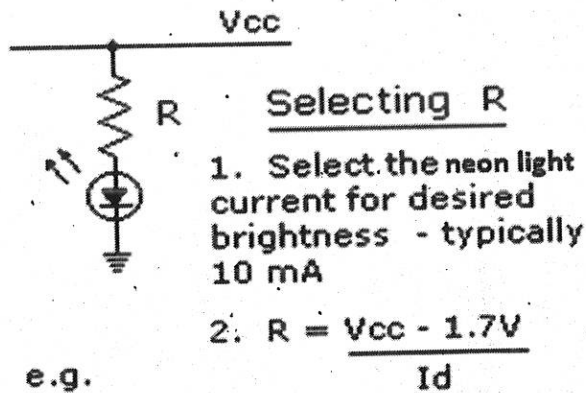 Vcc
R
Selecting R
1. Select the neon light
current for desired
brightness - typically
10 mA
2. R = Vcc - 1.7V
Id
e.g.